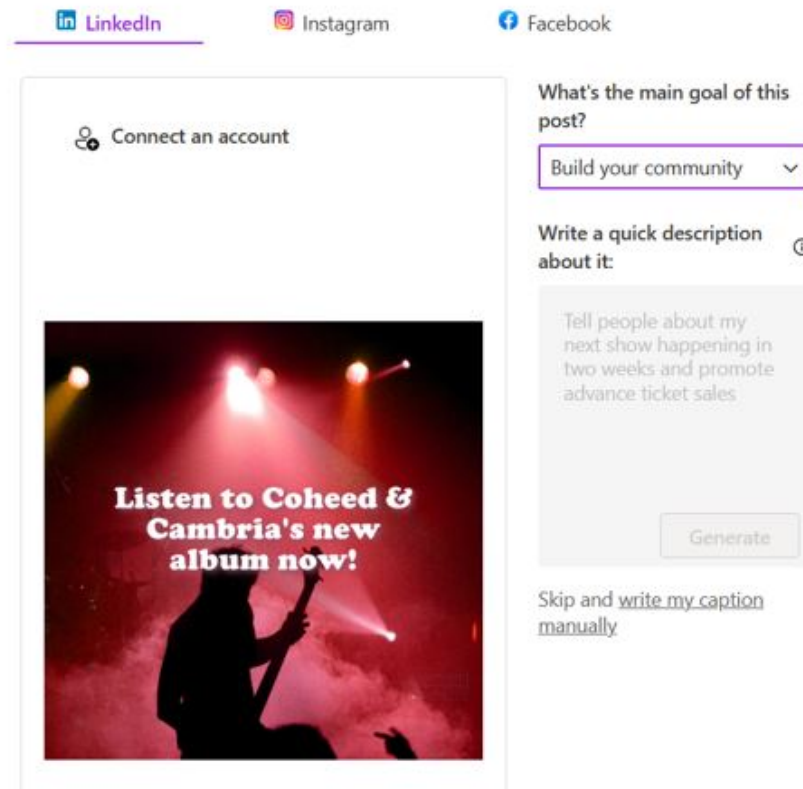 LinkedIn
Instagram
Facebook
Connect an account
Listen to Coheed &
Cambria's new
album now!
What's the main goal of this
post?
Build your community
Write a quick description
about it:
Tell people about my
next show happening in
two weeks and promote
advance ticket sales
Generate
Skip and write my caption
manually